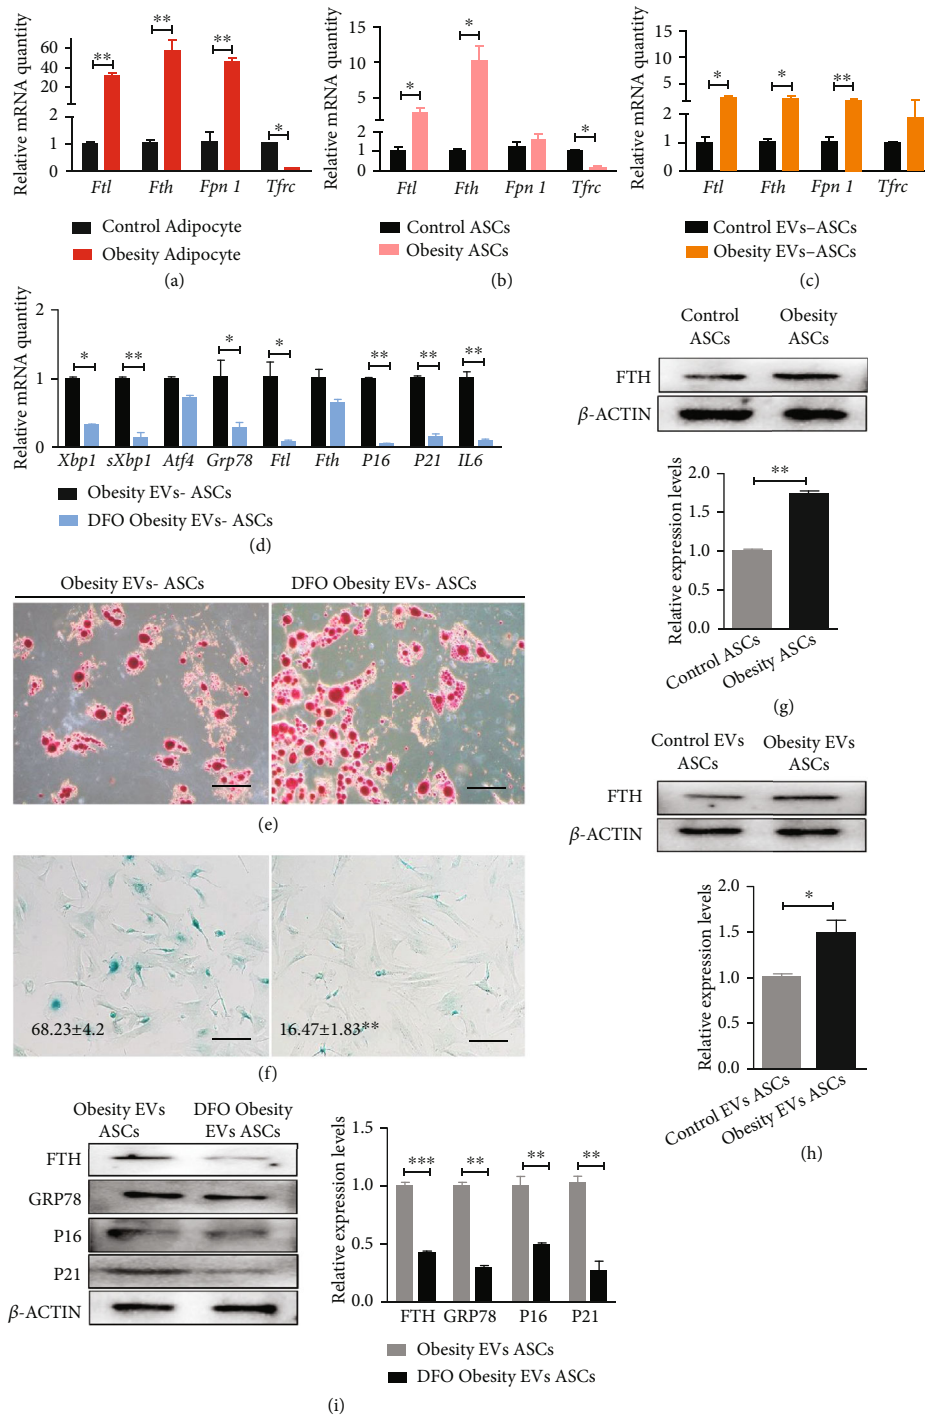 Relative mRNA quantity
60
40
20
2
1
0
** ** ** *
Ftl Fth Fpn 1 Tfrc
Control Adipocyte
Obesity Adipocyte
(a)
Relative mRNA quantity
15
10
5
2
1
0
* * *
Ftl Fth Fpn 1 Tfrc
Control ASCs
Obesity ASCs
(b)
Relative mRNA quantity
15
10
5
2
1
0
* * **
Ftl Fth Fpn 1 Tfrc
Control EVs–ASCs
Obesity EVs–ASCs
(c)
Relative mRNA quantity
2
1
0
* ** * * ** ** **
Xbp1 sXbp1 Atf4 Grp78 Ftl Fth P16 P21 IL6
Obesity EVs- ASCs
DFO Obesity EVs- ASCs
(d)
Obesity EVs- ASCs DFO Obesity EVs- ASCs
(e)
68.23±4.2 16.47±1.83**
(f)
Control ASCs Obesity ASCs
FTH
β-ACTIN
Relative expression levels
2.0
1.5
1.0
0.5
0.0
**
Control ASCs Obesity ASCs
(g)
Control EVs ASCs Obesity EVs ASCs
FTH
β-ACTIN
Relative expression levels
2.0
1.5
1.0
0.5
0.0
*
Control EVs ASCs Obesity EVs ASCs
(h)
Obesity EVs ASCs DFO Obesity EVs ASCs
FTH
GRP78
P16
P21
β-ACTIN
Relative expression levels
1.5
1.0
0.5
0.0
*** ** ** **
FTH GRP78 P16 P21
Obesity EVs ASCs
DFO Obesity EVs ASCs
(i)